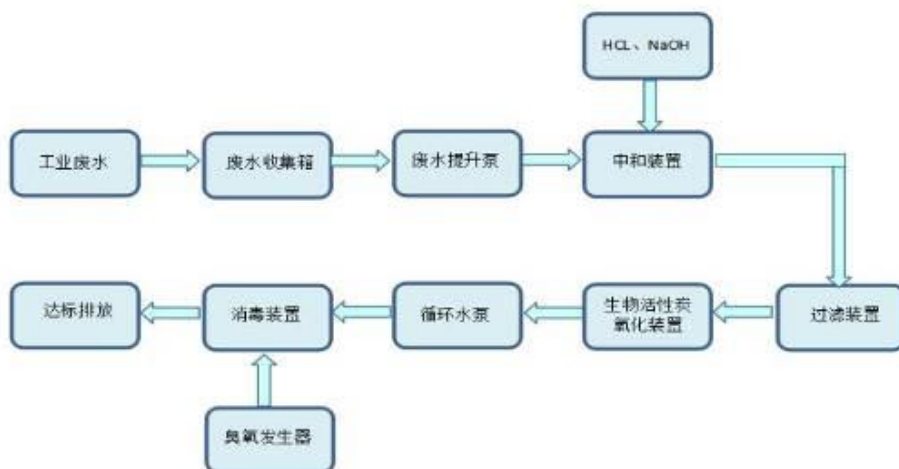 HCL、NaOH
工业废水
废水收集箱
废水提升泵
中和装置
达标排放
消毒装置
循环水泵
生物活性炭
氧化装置
过滤装置
臭氧发生器